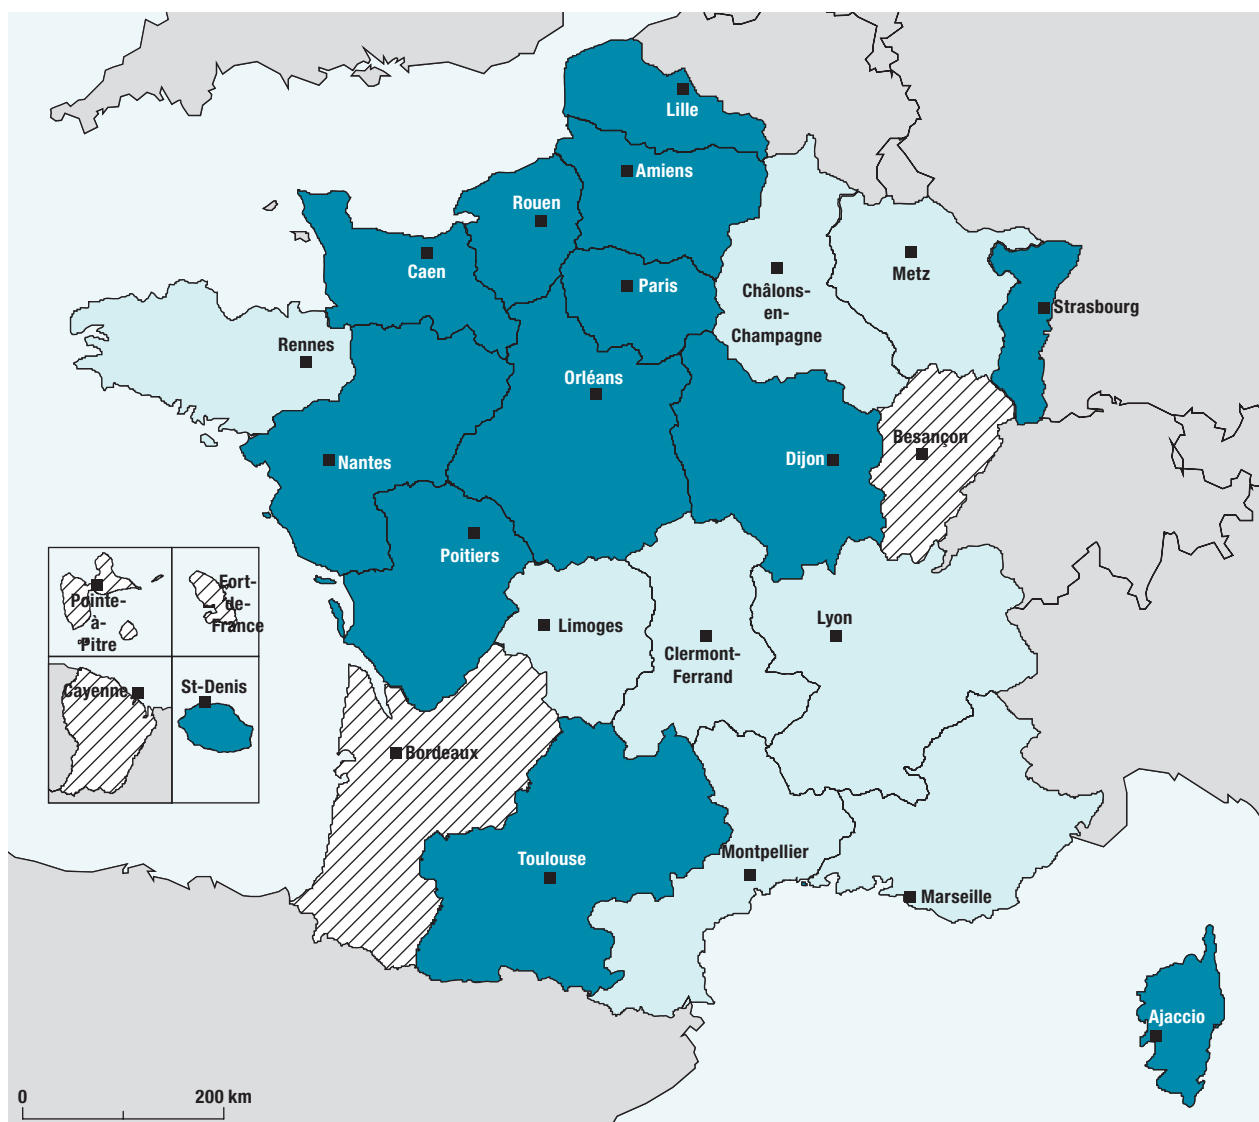 Lille
Amiens
Rouen
Caen
Paris
Metz
Châlons-
en-
Champagne
Strasbourg
Rennes
Orléans
Besançon
Nantes
Dijon
Poitiers
Pointe-
à-
Pitre
Fort-
de-
France
Limoges
Lyon
Clermont-
Ferrand
Cayenne
St-Denis
Bordeaux
Toulouse
Montpellier
Marseille
Ajaccio
0
200 km